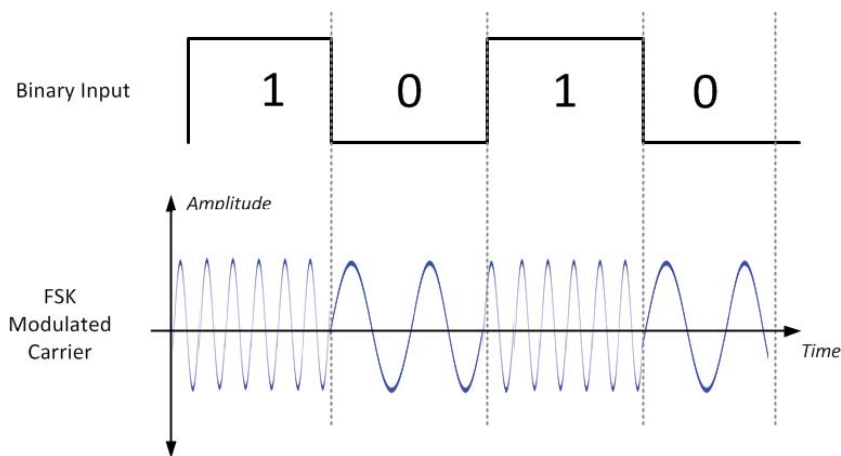 Binary Input
1 0 1 0
Amplitude
FSK
Modulated
Carrier
Time